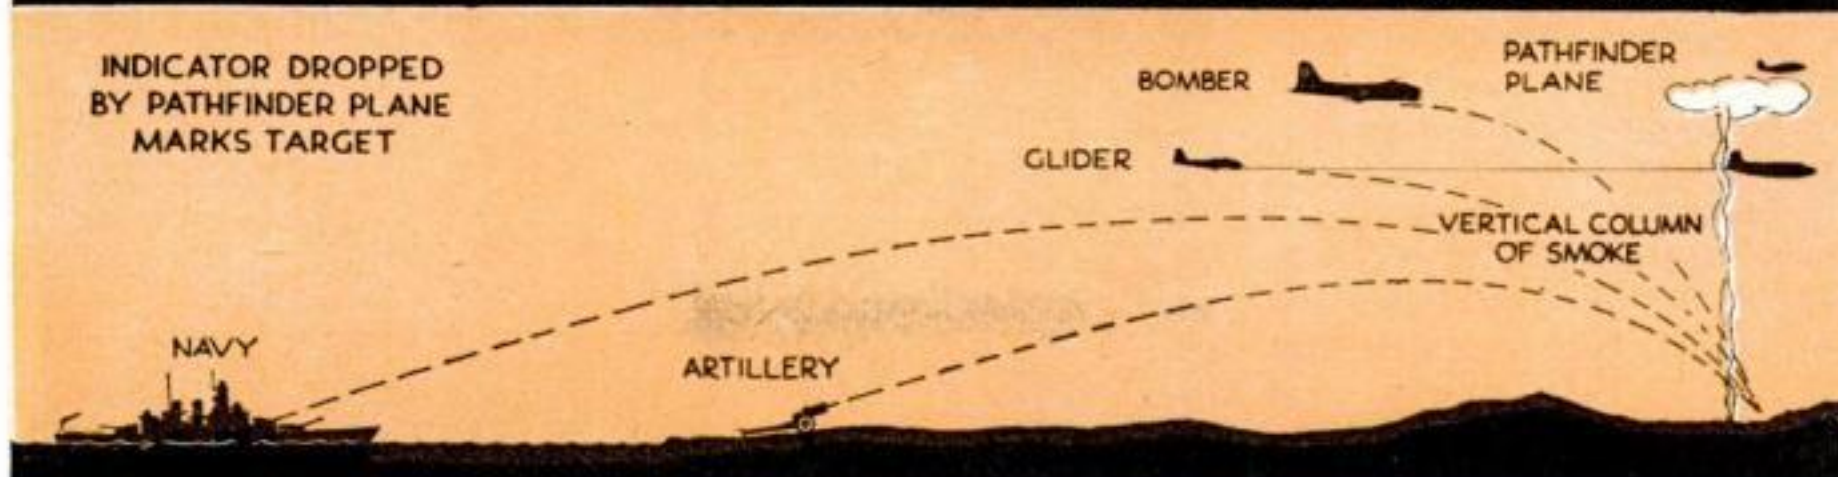 INDICATOR DROPPED
BY PATHFINDER PLANE
MARKS TARGET
BOMBER
PATHFINDER
PLANE
GLIDER
VERTICAL COLUMN
OF SMOKE
NAVY
ARTILLERY